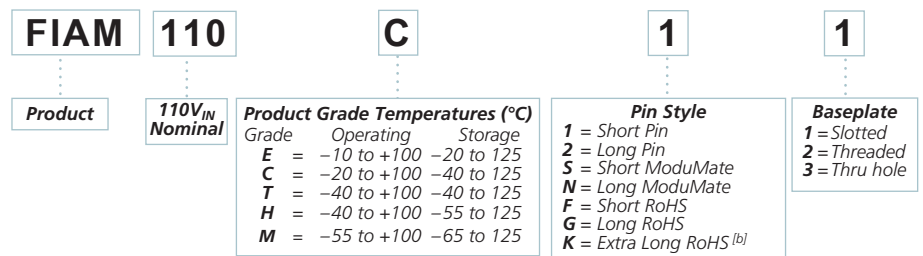 FIAM 110 C 1 1
Product
110V_IN
Nominal
Product Grade Temperatures (°C)
Grade Operating Storage
E = –10 to +100 –20 to 125
C = –20 to +100 –40 to 125
T = –40 to +100 –40 to 125
H = –40 to +100 –55 to 125
M = –55 to +100 –65 to 125
Pin Style
1 = Short Pin
2 = Long Pin
S = Short ModuMate
N = Long ModuMate
F = Short RoHS
G = Long RoHS
K = Extra Long RoHS [b]
Baseplate
1 = Slotted
2 = Threaded
3 = Thru hole